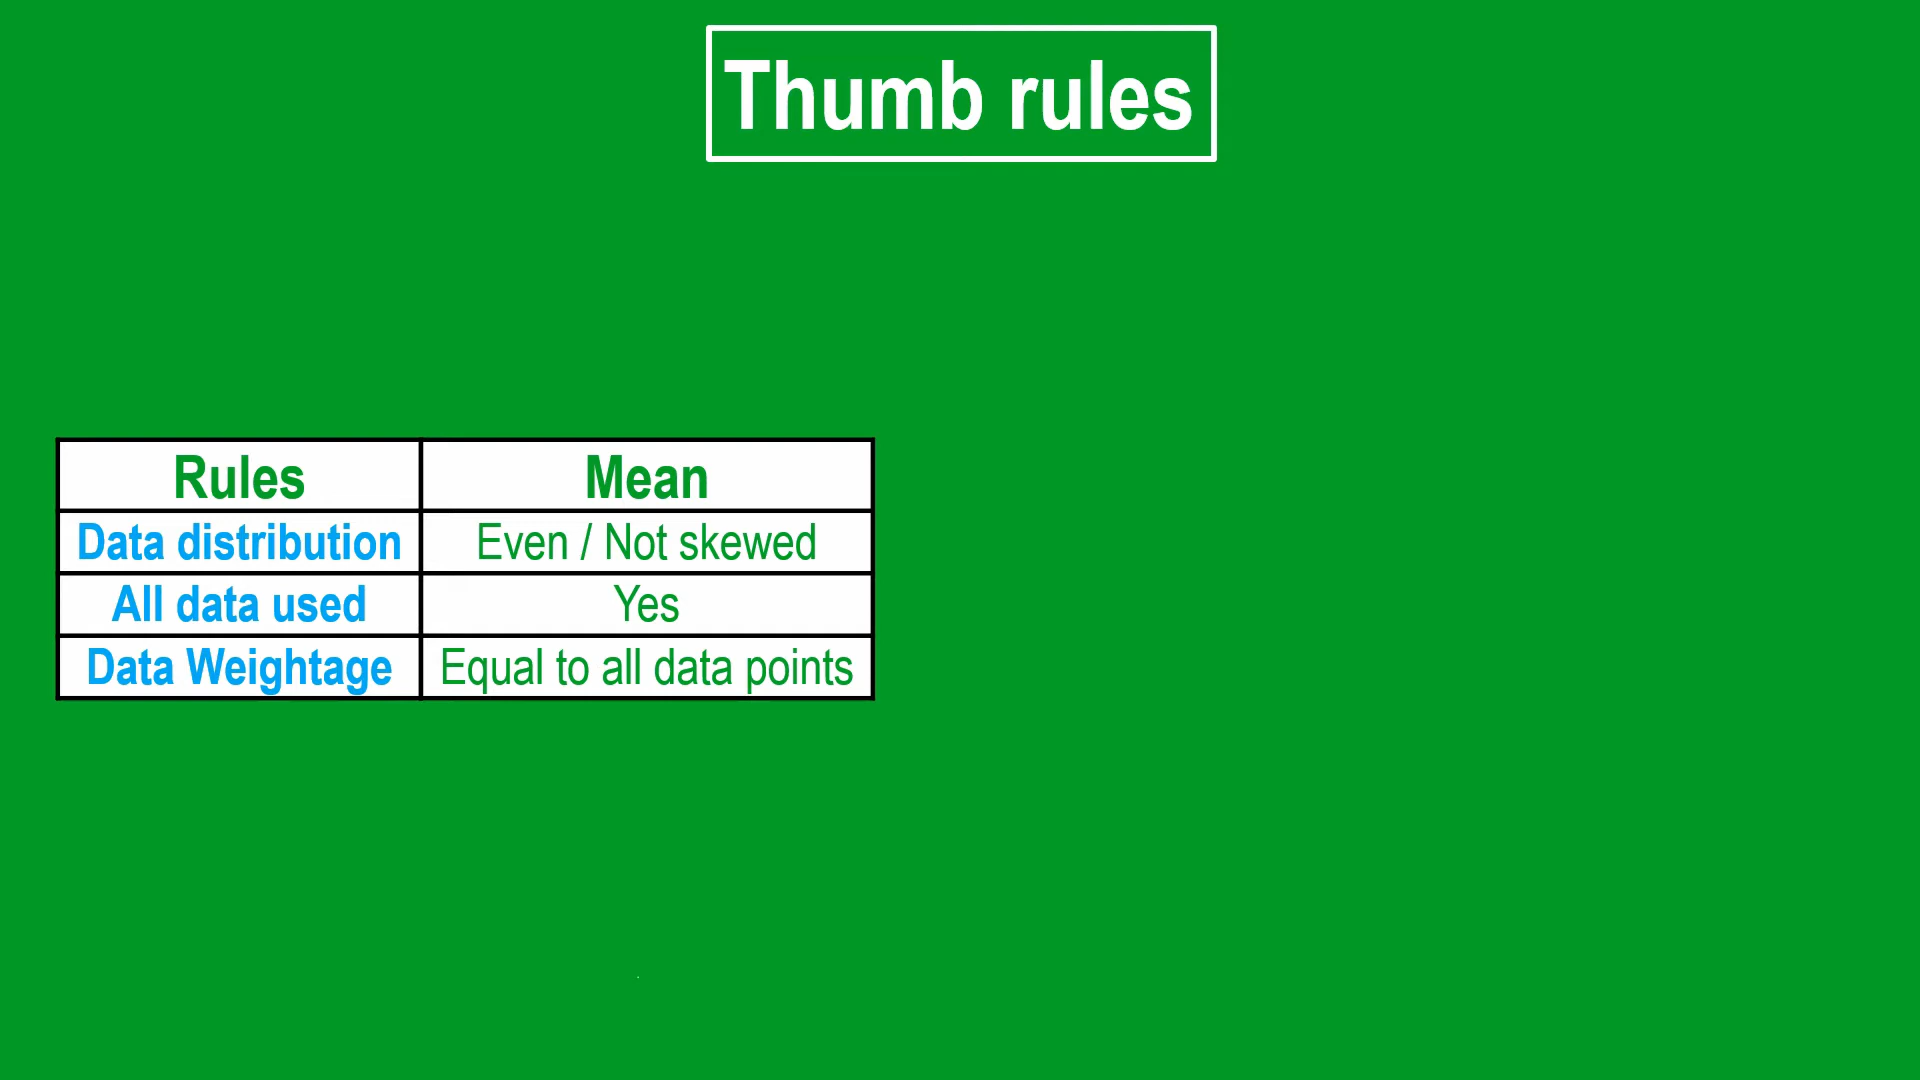 Thumb rules
Rules Mean
Data distribution Even / Not skewed
All data used Yes
Data Weightage Equal to all data points